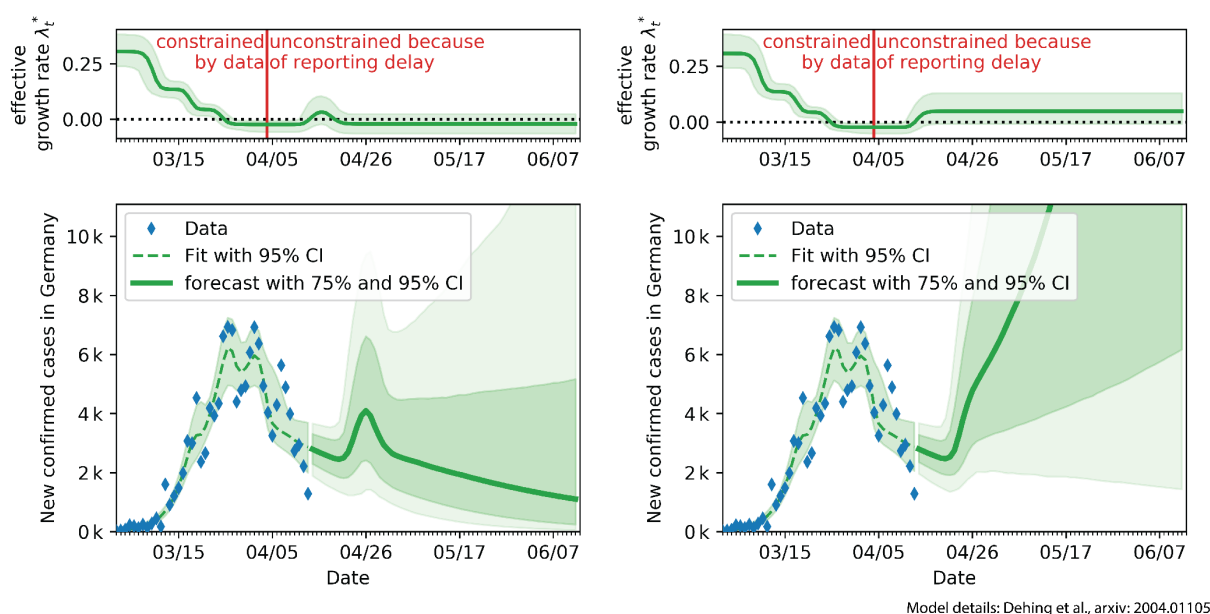 effective
growth rate λ*t
constrained unconstrained because
by data of reporting delay
0.25
0.00
03/15 04/05 04/26 05/17 06/07
New confirmed cases in Germany
10 k
8 k
6 k
4 k
2 k
0 k
Data
Fit with 95% CI
forecast with 75% and 95% CI
03/15 04/05 04/26 05/17 06/07
Date
effective
growth rate λ*t
constrained unconstrained because
by data of reporting delay
0.25
0.00
03/15 04/05 04/26 05/17 06/07
New confirmed cases in Germany
10 k
8 k
6 k
4 k
2 k
0 k
Data
Fit with 95% CI
forecast with 75% and 95% CI
03/15 04/05 04/26 05/17 06/07
Date
Model details: Dehing et al., arxiv: 2004.01105